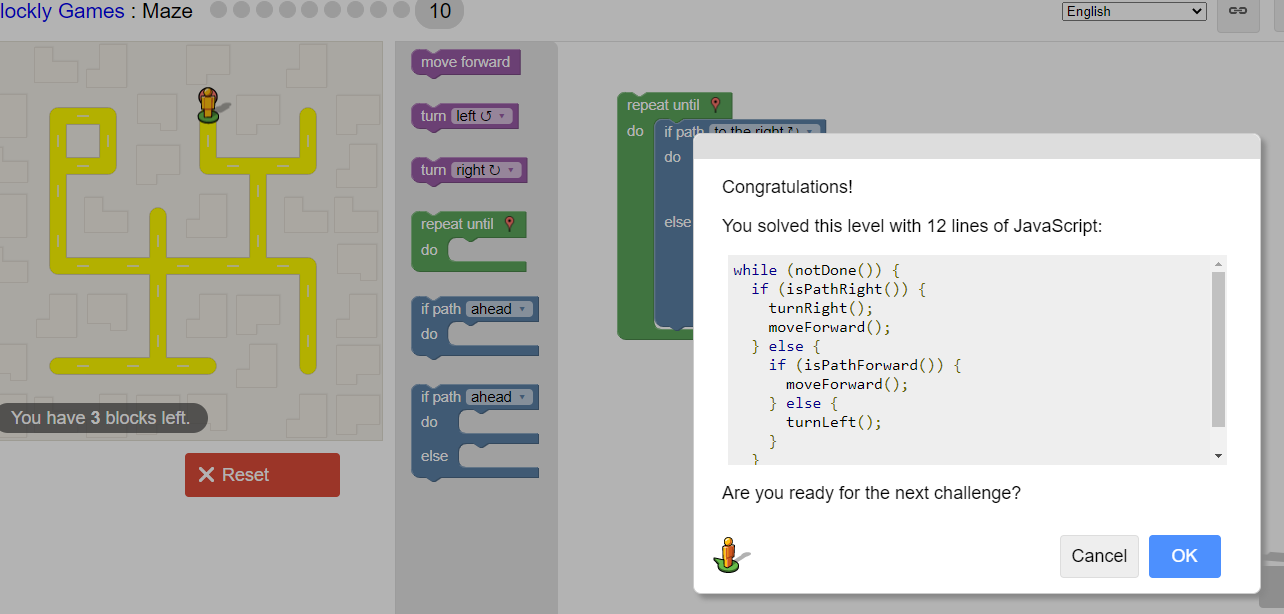 lockly Games : Maze
10
English
move forward
turn left ↺
turn right ↻
repeat until
do
if path ahead
do
if path ahead
do
else
repeat until
do
if path to the right ↻
do
else
You have 3 blocks left.
Reset
Congratulations!
You solved this level with 12 lines of JavaScript:
while (notDone()) {
  if (isPathRight()) {
    turnRight();
    moveForward();
  } else {
    if (isPathForward()) {
      moveForward();
    } else {
      turnLeft();
    }
  }
Are you ready for the next challenge?
Cancel
OK